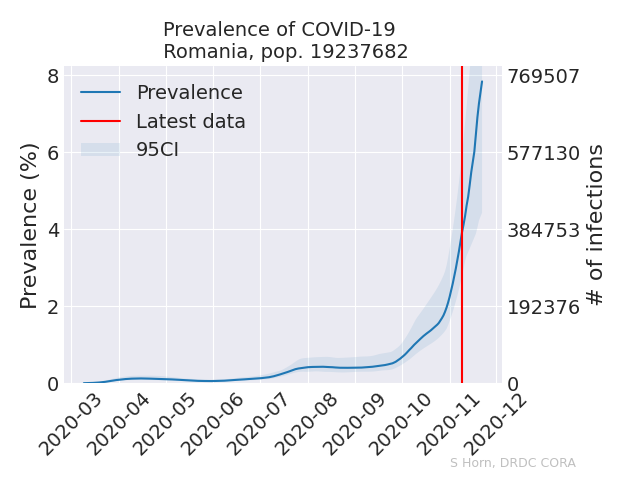 Prevalence of COVID-19
Romania, pop. 19237682
Prevalence
Latest data
95CI
Prevalence (%)
8
6
4
2
0
769507
577130
384753
192376
0
# of infections
2020-03
2020-04
2020-05
2020-06
2020-07
2020-08
2020-09
2020-10
2020-11
2020-12
S Horn, DRDC CORA